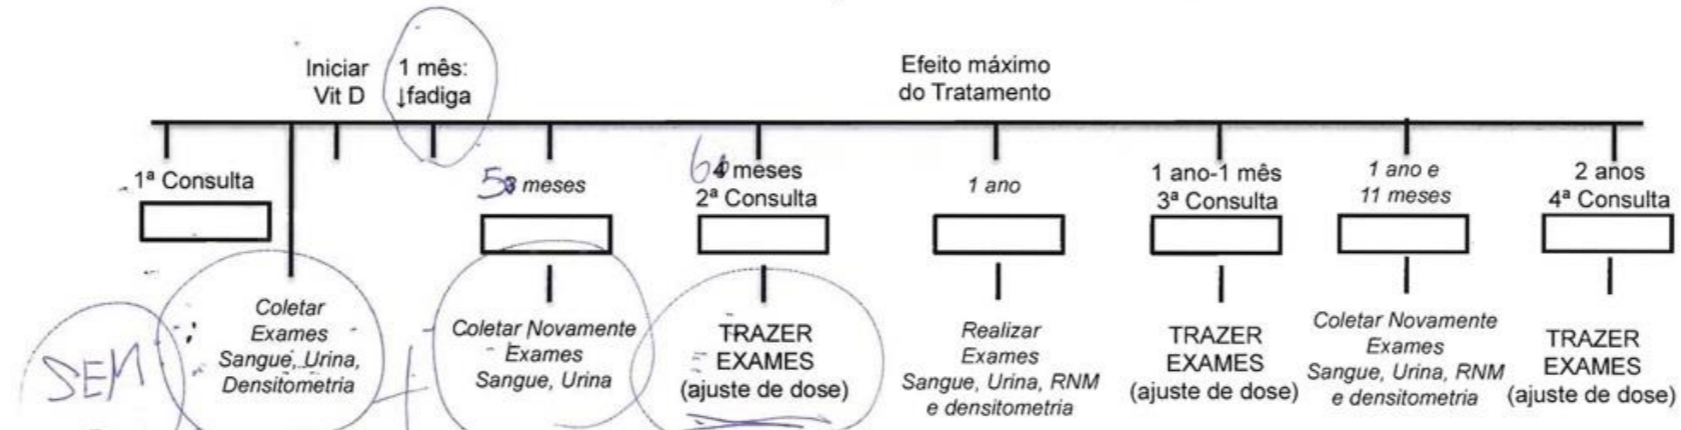 Iniciar
Vit D
1 mês:
↓fadiga
Efeito máximo
do Tratamento
1ª Consulta
5 meses
6 meses
2ª Consulta
1 ano
1 ano-1 mês
3ª Consulta
1 ano e
11 meses
2 anos
4ª Consulta
SEM
Coletar
Exames
Sangue, Urina,
Densitometria
Coletar Novamente
Exames
Sangue, Urina
TRAZER
EXAMES
(ajuste de dose)
Realizar
Exames
Sangue, Urina, RNM
e densitometria
TRAZER
EXAMES
(ajuste de dose)
Coletar Novamente
Exames
Sangue, Urina, RNM
e densitometria
TRAZER
EXAMES
(ajuste de dose)